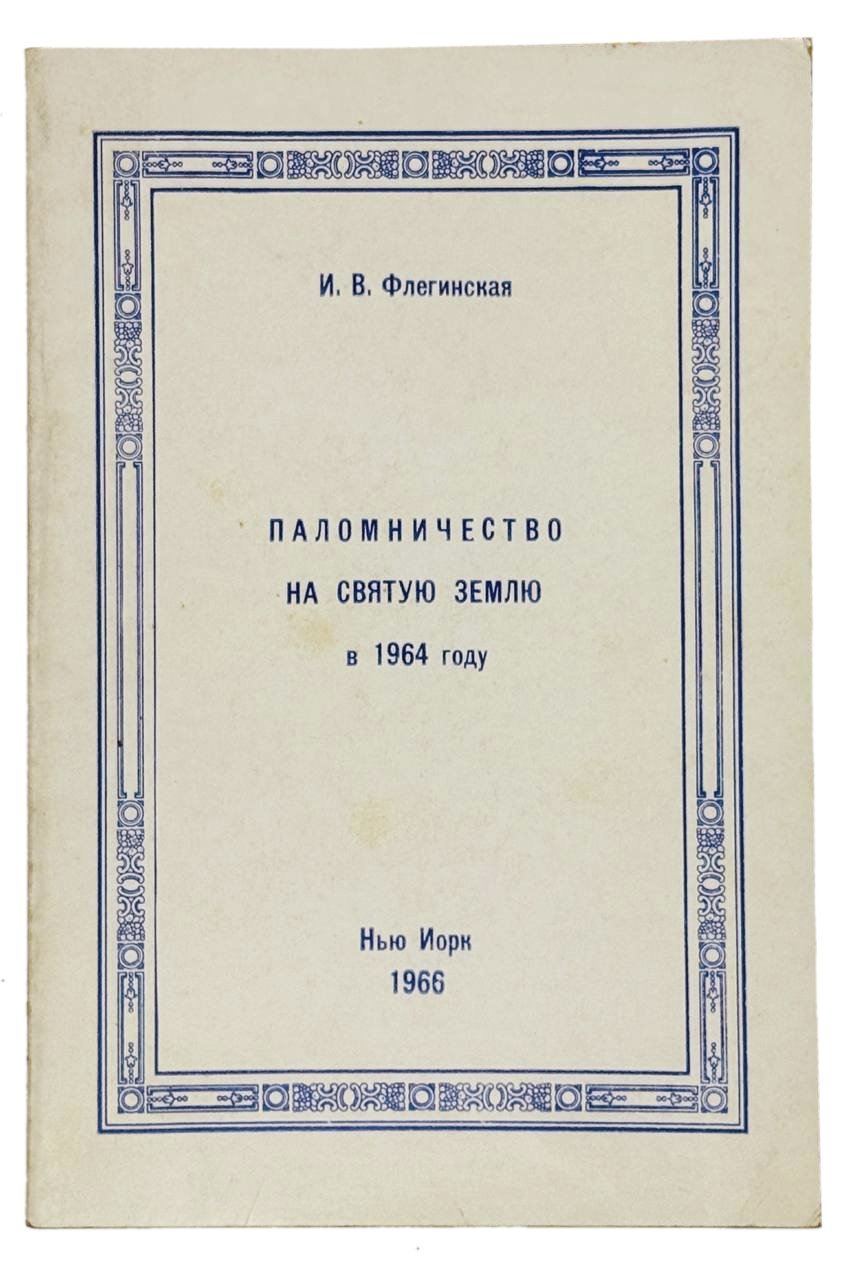 И. В. Флегинская
ПАЛОМНИЧЕСТВО
НА СВЯТУЮ ЗЕМЛЮ
в 1964 году
Нью Иорк
1966